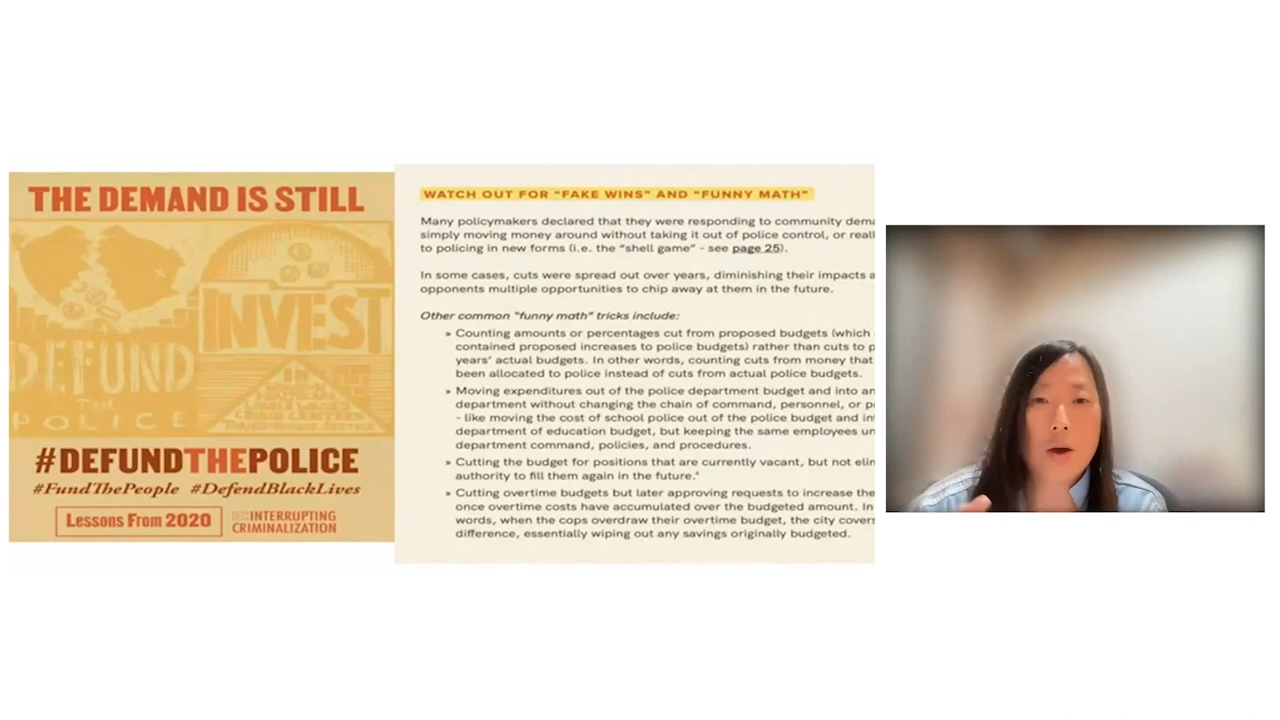 THE DEMAND IS STILL
DEFUND
THE
POLICE
INVEST
#DEFUNDTHEPOLICE
#FundThePeople #DefendBlackLives
Lessons From 2020
IC:INTERRUPTING
CRIMINALIZATION
WATCH OUT FOR "FAKE WINS" AND "FUNNY MATH"
Many policymakers declared that they were responding to community dema
simply moving money around without taking it out of police control, or reall
to policing in new forms (i.e. the "shell game" - see page 25).
In some cases, cuts were spread out over years, diminishing their impacts a
opponents multiple opportunities to chip away at them in the future.
Other common "funny math" tricks include:
» Counting amounts or percentages cut from proposed budgets (which
contained proposed increases to police budgets) rather than cuts to p
years' actual budgets. In other words, counting cuts from money that
been allocated to police instead of cuts from actual police budgets.
» Moving expenditures out of the police department budget and into an
department without changing the chain of command, personnel, or p
- like moving the cost of school police out of the police budget and in
department of education budget, but keeping the same employees un
department command, policies, and procedures.
» Cutting the budget for positions that are currently vacant, but not elin
authority to fill them again in the future.*
» Cutting overtime budgets but later approving requests to increase the
once overtime costs have accumulated over the budgeted amount. In
words, when the cops overdraw their overtime budget, the city cover
difference, essentially wiping out any savings originally budgeted.